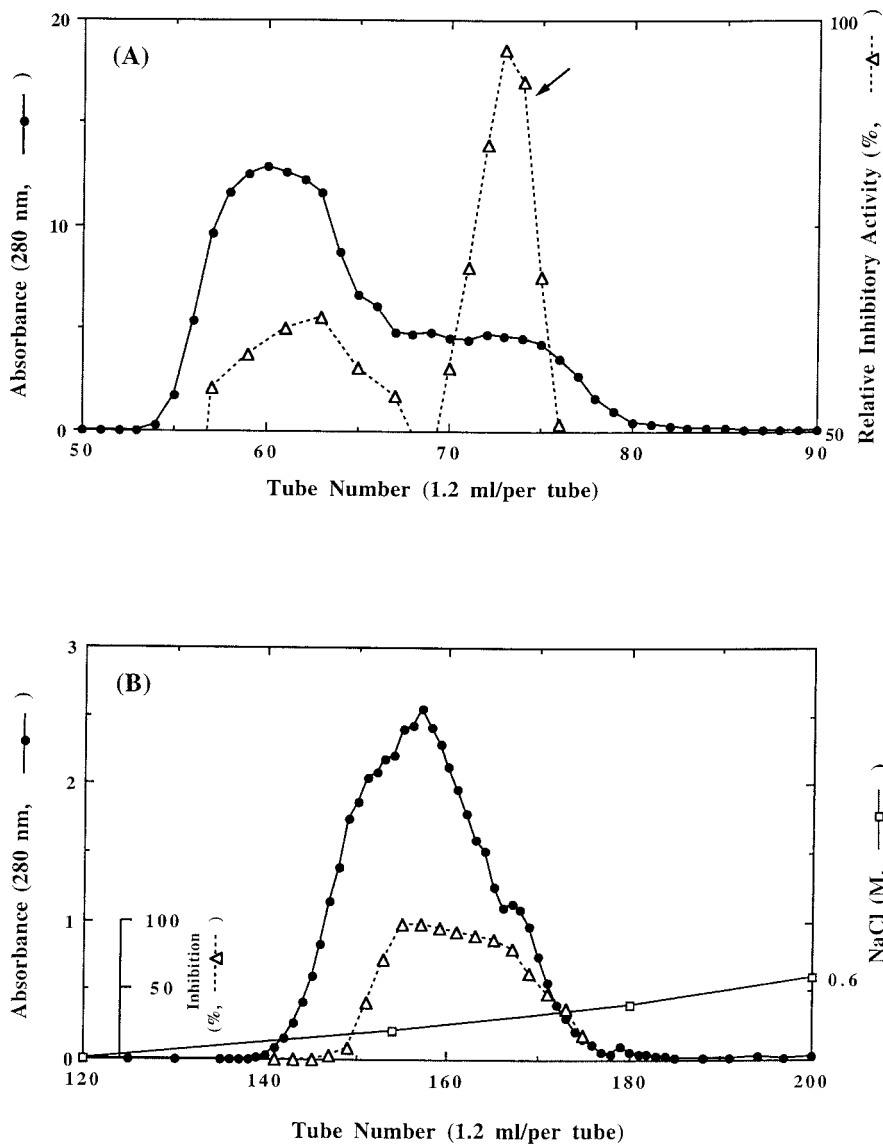 (A)
20
10
0
Absorbance (280 nm, )
100
50
Relative Inhibitory Activity (%, )
50 60 70 80 90
Tube Number (1.2 ml/per tube)
(B)
3
2
1
0
Absorbance (280 nm, )
100
50
Inhibition
(%, )
0.6
NaCl (M, )
120 140 160 180 200
Tube Number (1.2 ml/per tube)